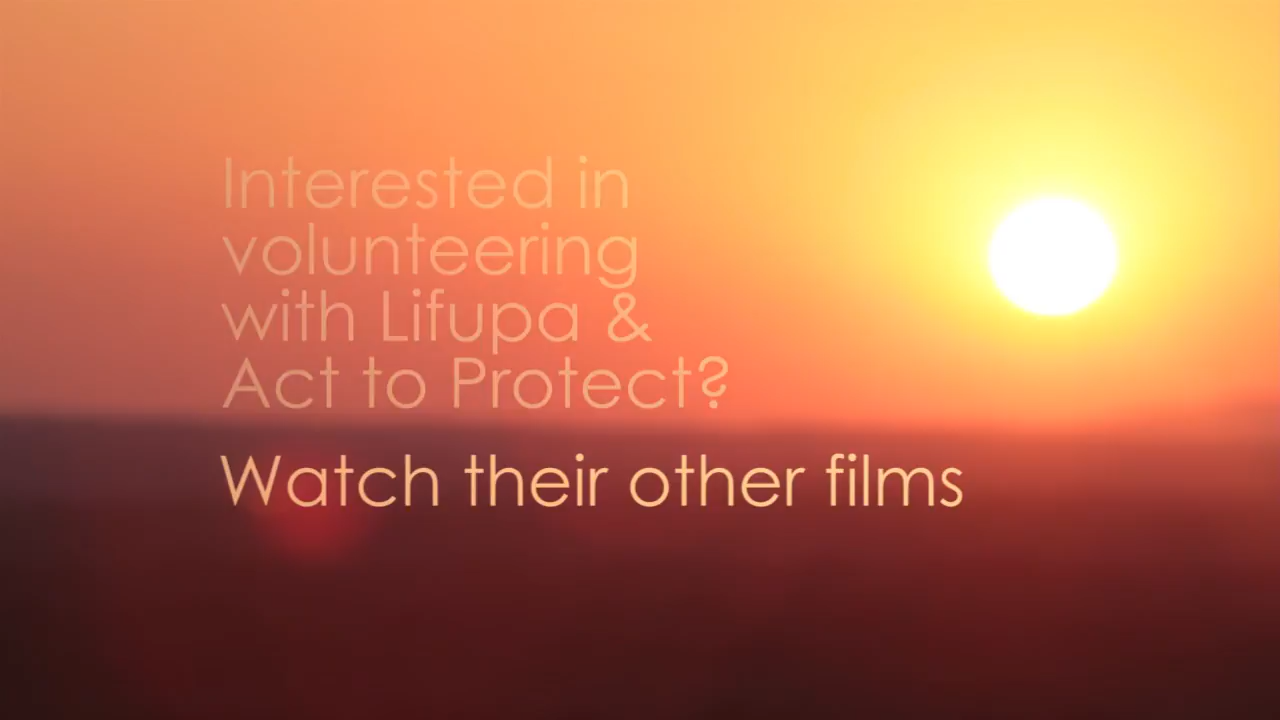 Interested in
volunteering
with Lifupa &
Act to Protect?
Watch their other films